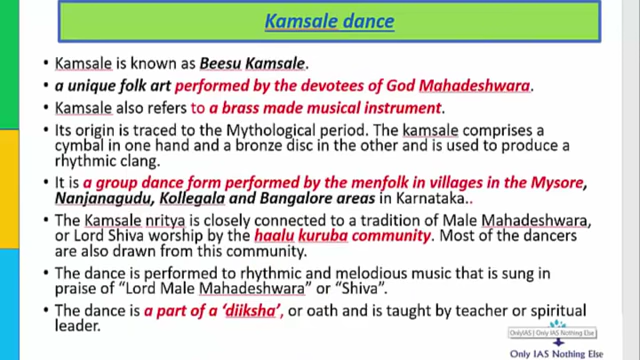 Kamsale dance
Kamsale is known as Beesu Kamsale.
a unique folk art performed by the devotees of God Mahadeshwara.
Kamsale also refers to a brass made musical instrument.
Its origin is traced to the Mythological period. The kamsale comprises a
cymbal in one hand and a bronze disc in the other and is used to produce a
rhythmic clang.
It is a group dance form performed by the menfolk in villages in the Mysore,
Nanjanagudu, Kollegala and Bangalore areas in Karnataka..
The Kamsale nritya is closely connected to a tradition of Male Mahadeshwara,
or Lord Shiva worship by the haalu kuruba community. Most of the dancers
are also drawn from this community.
The dance is performed to rhythmic and melodious music that is sung in
praise of "Lord Male Mahadeshwara" or "Shiva".
The dance is a part of a 'diiksha', or oath and is taught by teacher or spiritual
leader.
OnlyIAS | Only IAS Nothing Else
Only IAS Nothing Else